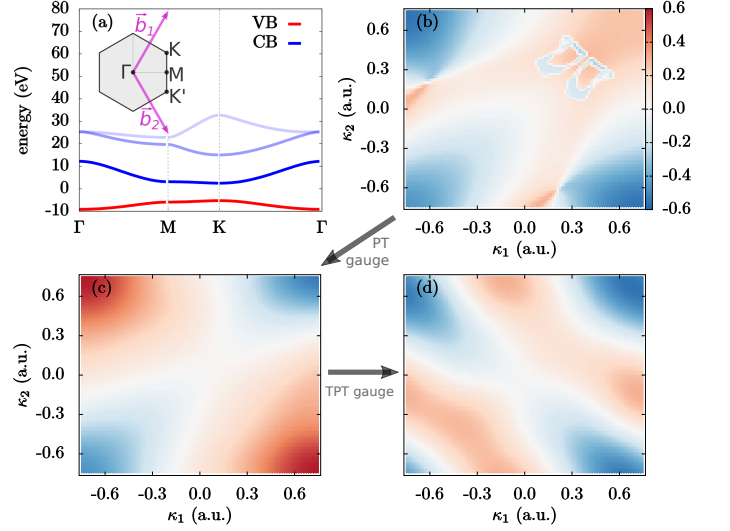 (a)
VB
CB
b⃗1
b⃗2
Γ
K
M
K'
energy (eV)
80
70
60
50
40
30
20
10
0
-10
Γ
M
K
Γ
(b)
κ2 (a.u.)
0.6
0.3
0.0
-0.3
-0.6
-0.6
-0.3
0.0
0.3
0.6
κ1 (a.u.)
0.6
0.4
0.2
0
-0.2
-0.4
-0.6
PT
gauge
(c)
κ2 (a.u.)
0.6
0.3
0.0
-0.3
-0.6
-0.6
-0.3
0.0
0.3
0.6
κ1 (a.u.)
TPT gauge
(d)
-0.6
-0.3
0.0
0.3
0.6
κ1 (a.u.)